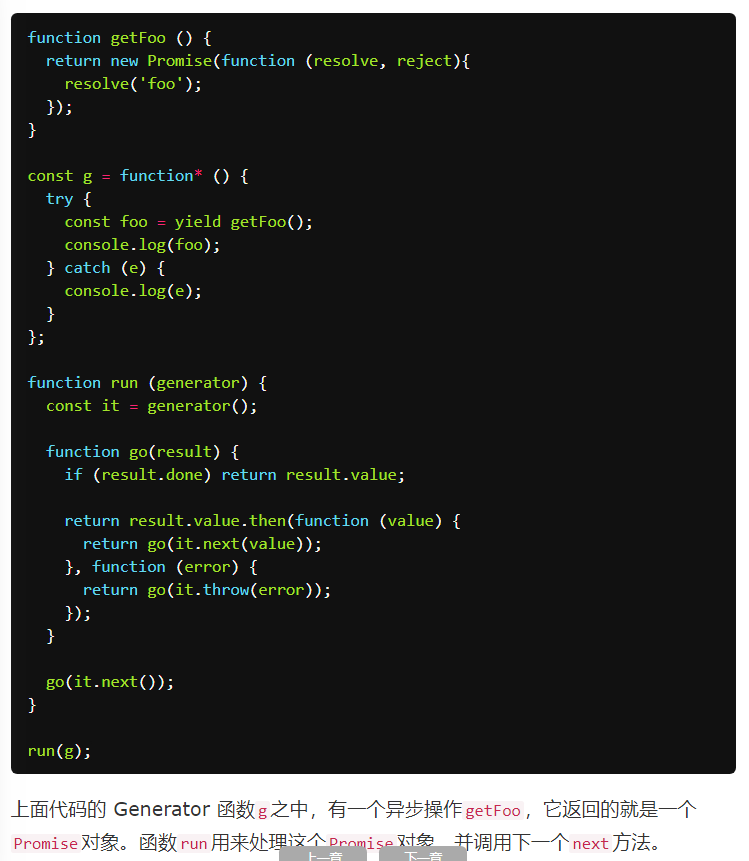 function getFoo () {
  return new Promise(function (resolve, reject){
    resolve('foo');
  });
}

const g = function* () {
  try {
    const foo = yield getFoo();
    console.log(foo);
  } catch (e) {
    console.log(e);
  }
};

function run (generator) {
  const it = generator();

  function go(result) {
    if (result.done) return result.value;

    return result.value.then(function (value) {
      return go(it.next(value));
    }, function (error) {
      return go(it.throw(error));
    });
  }

  go(it.next());
}

run(g);
上面代码的 Generator 函数g之中，有一个异步操作getFoo，它返回的就是一个
Promise对象。函数run用来处理这个Promise对象，并调用下一个next方法。
上一章 下一章